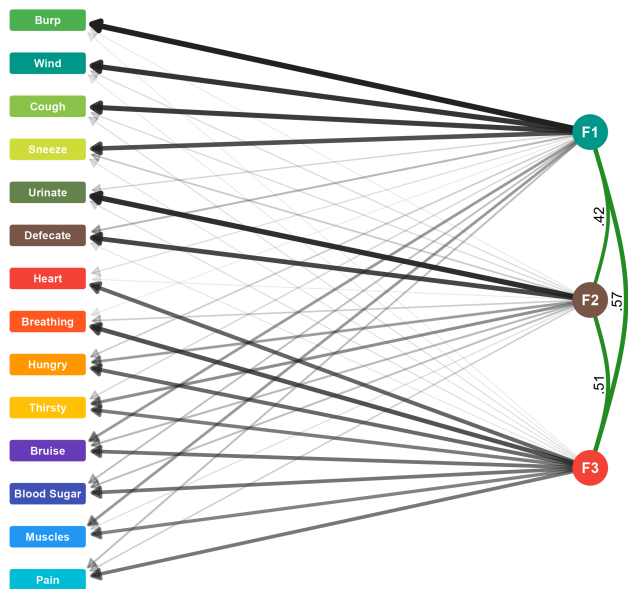 Burp
Wind
Cough
Sneeze
Urinate
Defecate
Heart
Breathing
Hungry
Thirsty
Bruise
Blood Sugar
Muscles
Pain
F1
F2
F3
.42
.57
.51